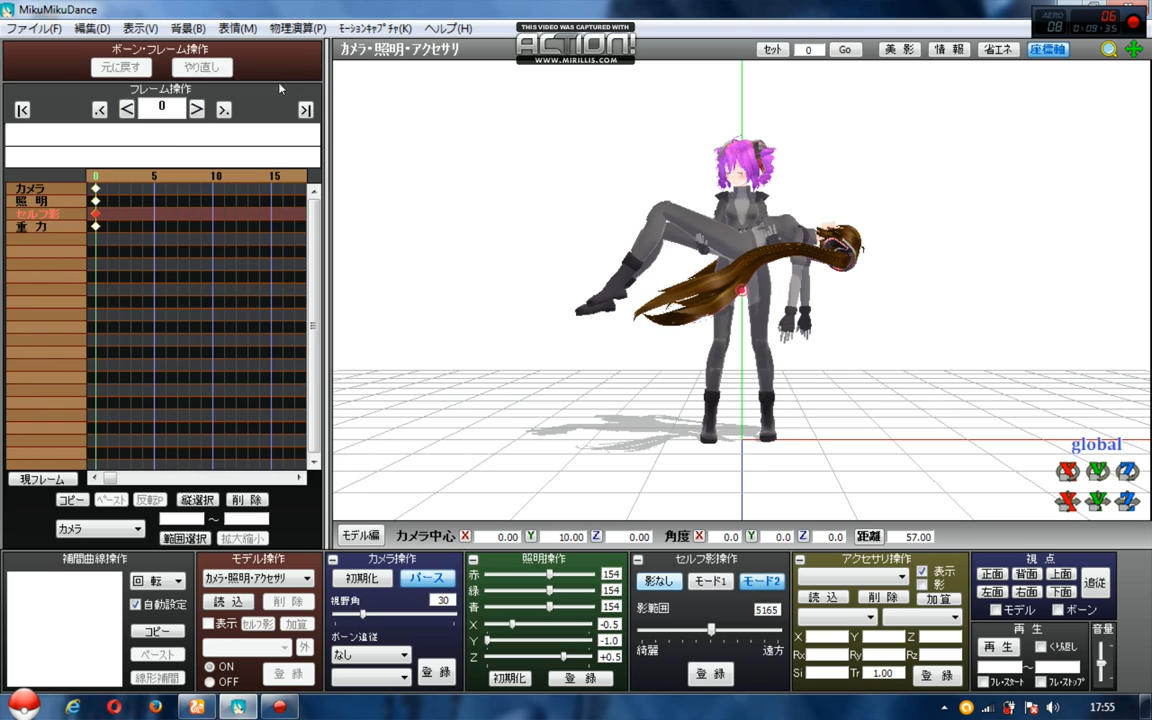 MikuMikuDance
ファイル(F) 編集(D) 表示(V) 背景(B) 表情(M) 物理演算(P) ﾓｰｼｮﾝｷｬﾌﾟﾁｬ(K) ヘルプ(H)
THIS VIDEO WAS CAPTURED WITH
ACTION!
WWW.MIRILLIS.COM
AERO
08
06
0:09:35
ボーン・フレーム操作
元に戻す やり直し
カメラ・照明・アクセサリ
セット 0 Go 美 影 情 報 省エネ 座標軸
フレーム操作
|< .< < 0 > >. >|
0 5 10 15
カメラ
照 明
セルフ影
重 力
global
X Y Z
X Y Z
現フレーム
コピー ペースト 反転P 縦選択 削 除
カメラ ～
範囲選択 拡大縮小
モデル編 カメラ中心 X 0.00 Y 10.00 Z 0.00 角度 X 0.0 Y 0.0 Z 0.0 距離 57.00
補間曲線操作
回 転
自動設定
コピー
ペースト
線形補間
モデル操作
カメラ・照明・アクセサリ
読 込 削 除
表示 セルフ影 加算
外
ON
OFF
登 録
カメラ操作
初期化 パース
視野角 30
ボーン追従
なし
登 録
照明操作
赤 154
緑 154
青 154
X -0.5
Y -1.0
Z +0.5
初期化 登 録
セルフ影操作
影なし モード1 モード2
影範囲 5165
綺麗 遠方
登 録
アクセサリ操作
表示
影
読 込 削 除 加算
X Y Z
Rx Ry Rz
Si Tr 1.00 登 録
視 点
正面 背面 上面 追従
左面 右面 下面
モデル ボーン
再 生
再 生 くり返し
フレ・スタート フレ・ストップ
音量
17:55